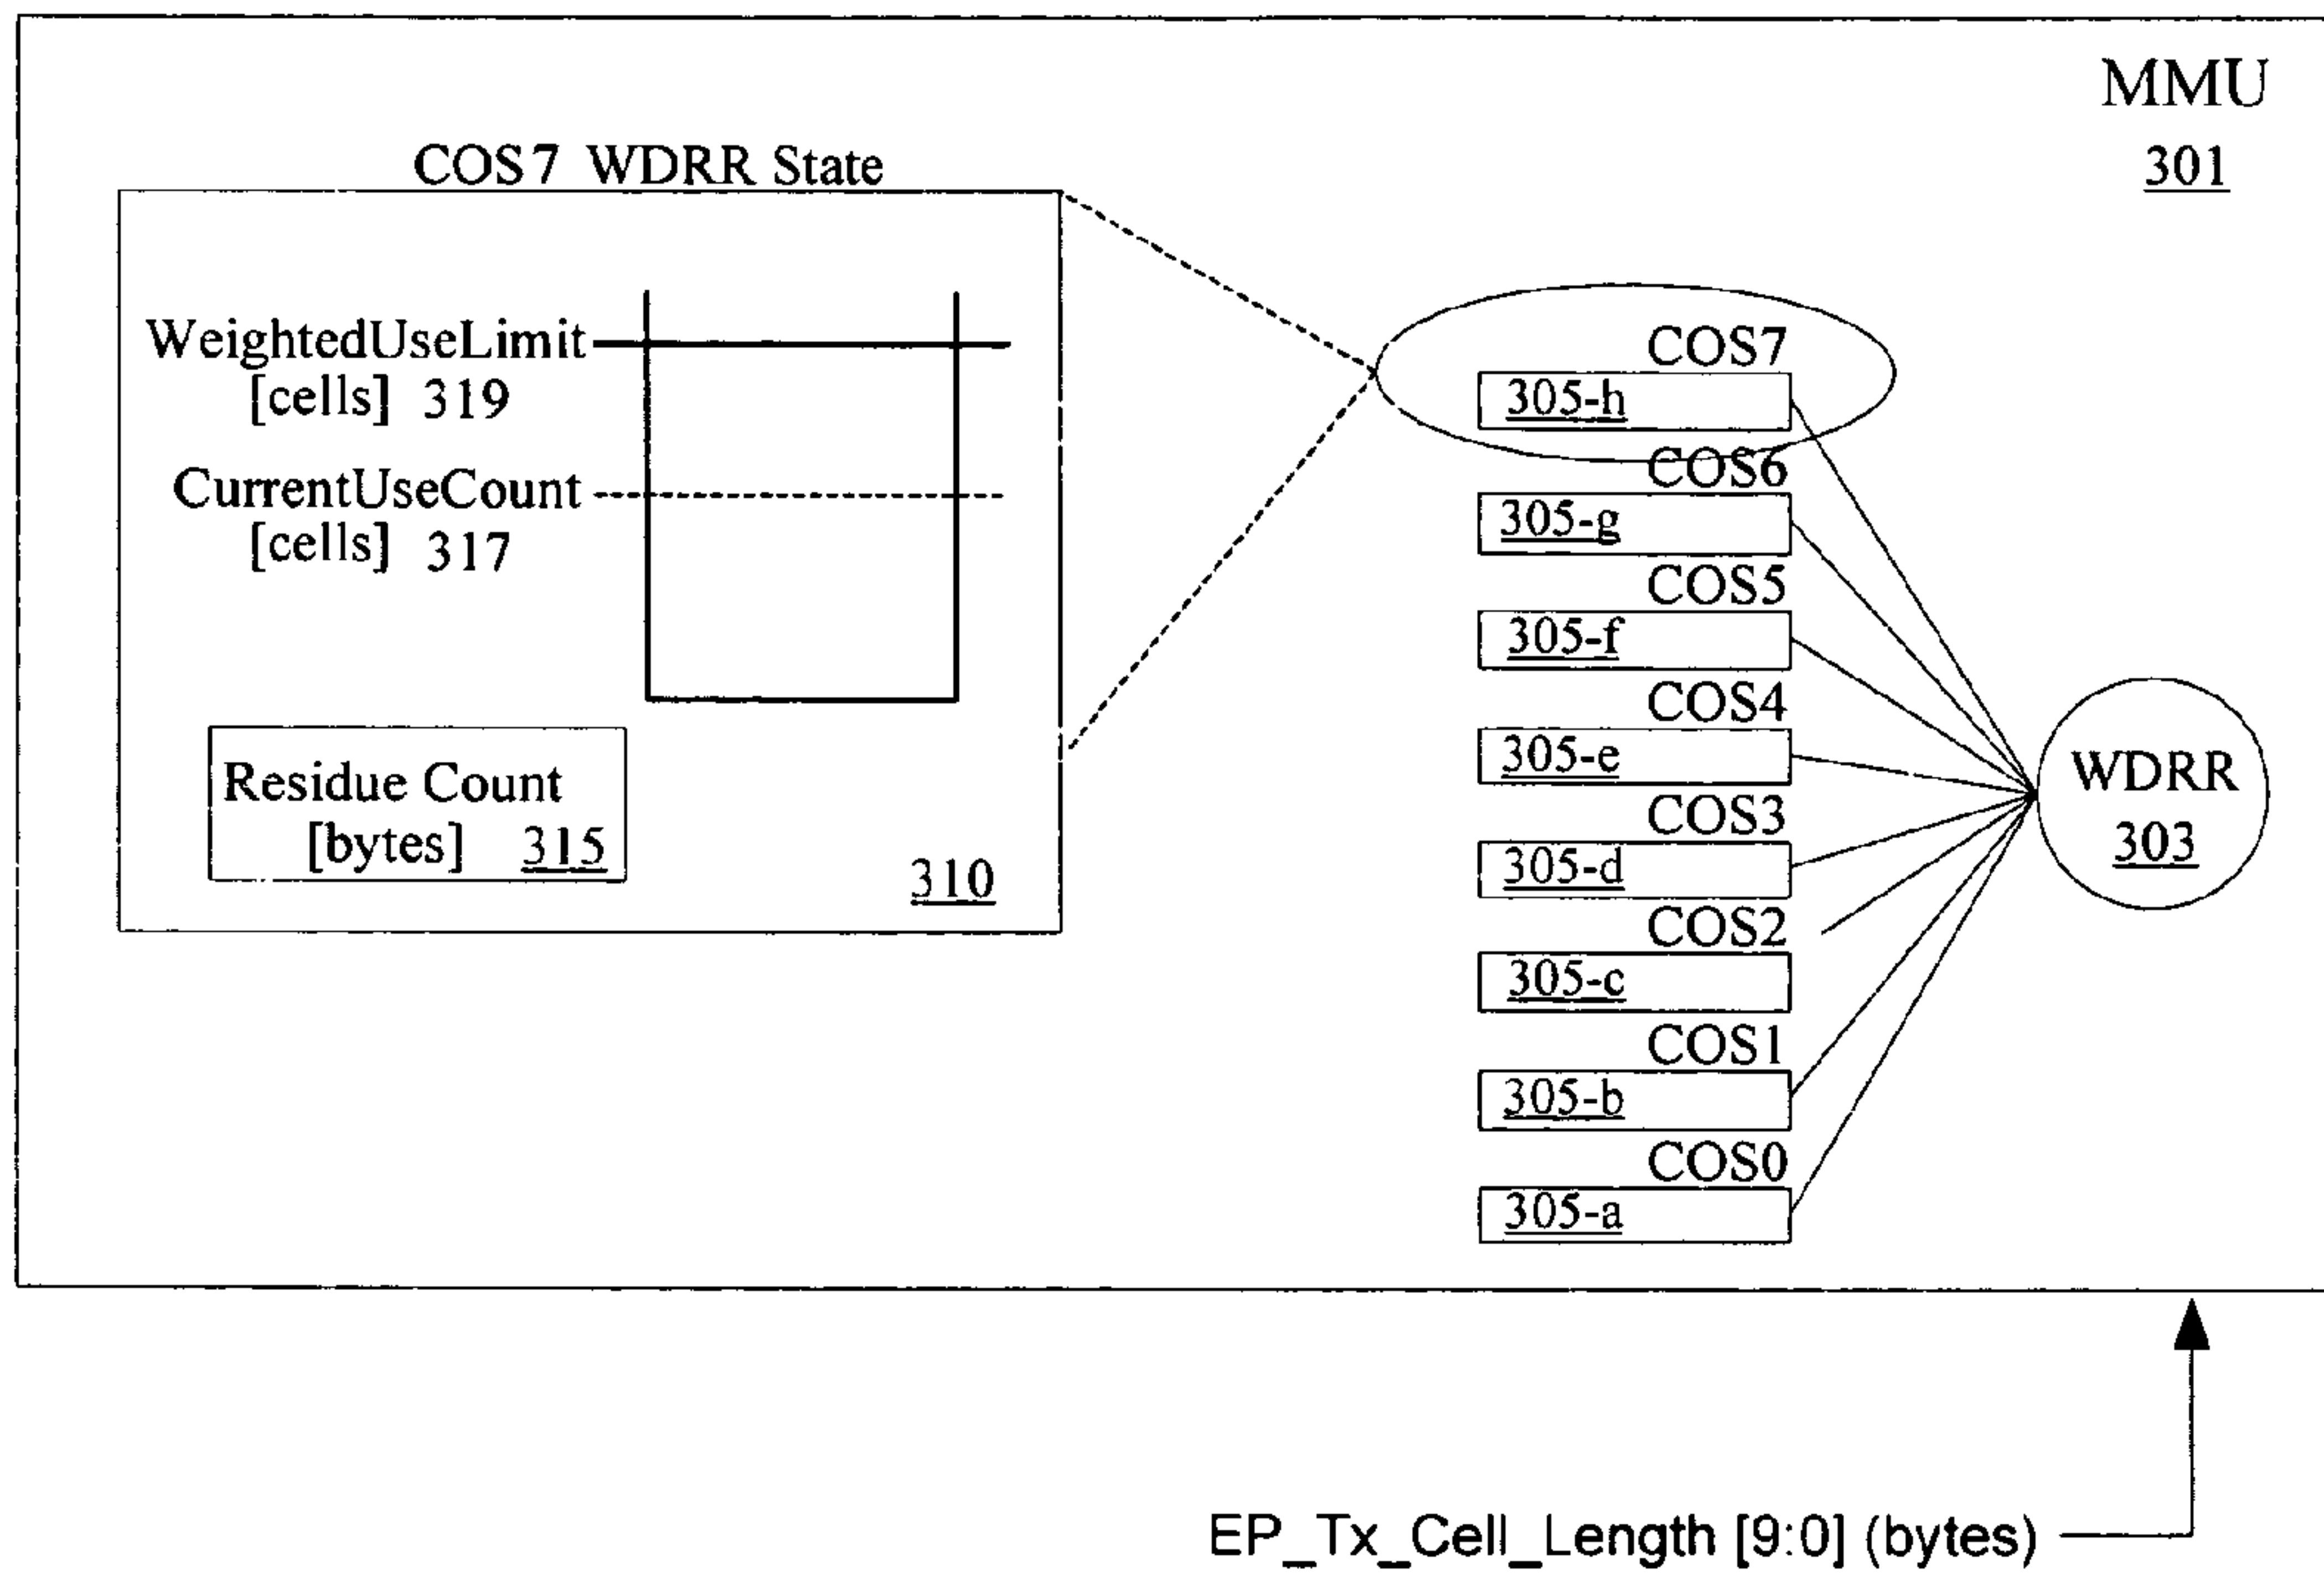 MMU
301
COS7 WDRR State
WeightedUseLimit
[cells] 319
CurrentUseCount
[cells] 317
Residue Count
[bytes] 315
310
COS7
305-h
COS6
305-g
COS5
305-f
COS4
305-e
COS3
305-d
COS2
305-c
COS1
305-b
COS0
305-a
WDRR
303
EP_Tx_Cell_Length [9:0] (bytes)